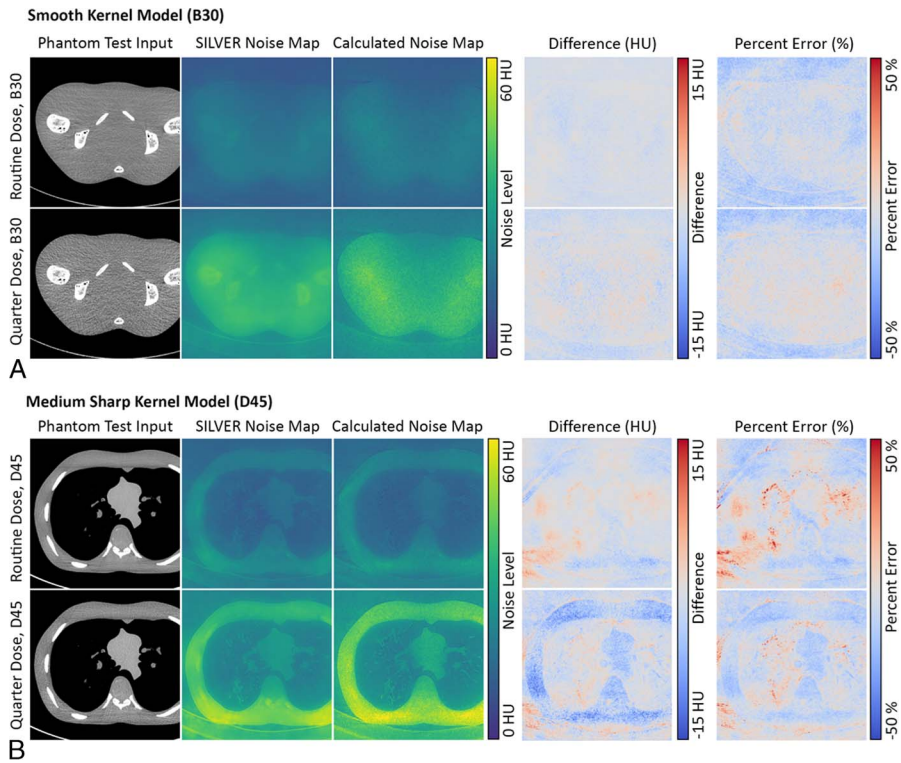 Smooth Kernel Model (B30)
Phantom Test Input SILVER Noise Map Calculated Noise Map Difference (HU) Percent Error (%)
Routine Dose, B30
Quarter Dose, B30
60 HU
Noise Level
0 HU
15 HU
Difference
-15 HU
50 %
Percent Error
-50 %
A
Medium Sharp Kernel Model (D45)
Phantom Test Input SILVER Noise Map Calculated Noise Map Difference (HU) Percent Error (%)
Routine Dose, D45
Quarter Dose, D45
60 HU
Noise Level
0 HU
15 HU
Difference
-15 HU
50 %
Percent Error
-50 %
B